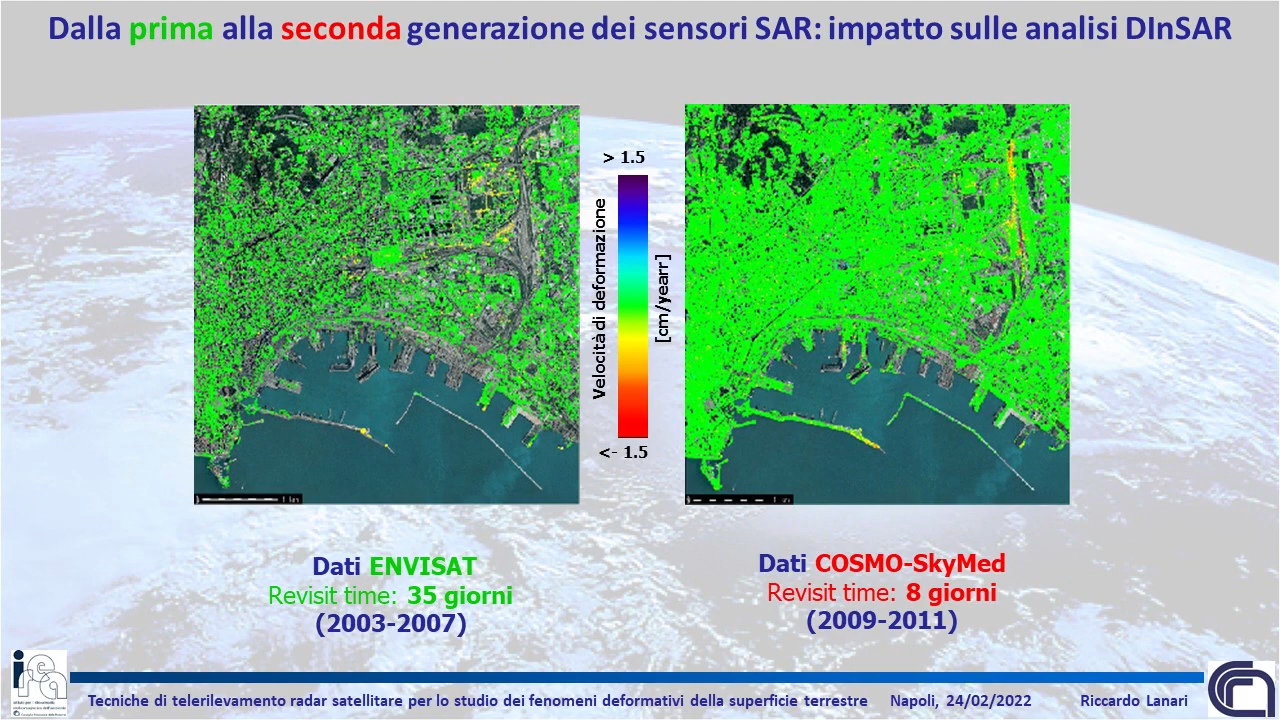 Dalla prima alla seconda generazione dei sensori SAR: impatto sulle analisi DInSAR
> 1.5
Velocità di deformazione
[cm/yearr]
<- 1.5
Dati ENVISAT
Revisit time: 35 giorni
(2003-2007)
Dati COSMO-SkyMed
Revisit time: 8 giorni
(2009-2011)
Tecniche di telerilevamento radar satellitare per lo studio dei fenomeni deformativi della superficie terrestre Napoli, 24/02/2022 Riccardo Lanari